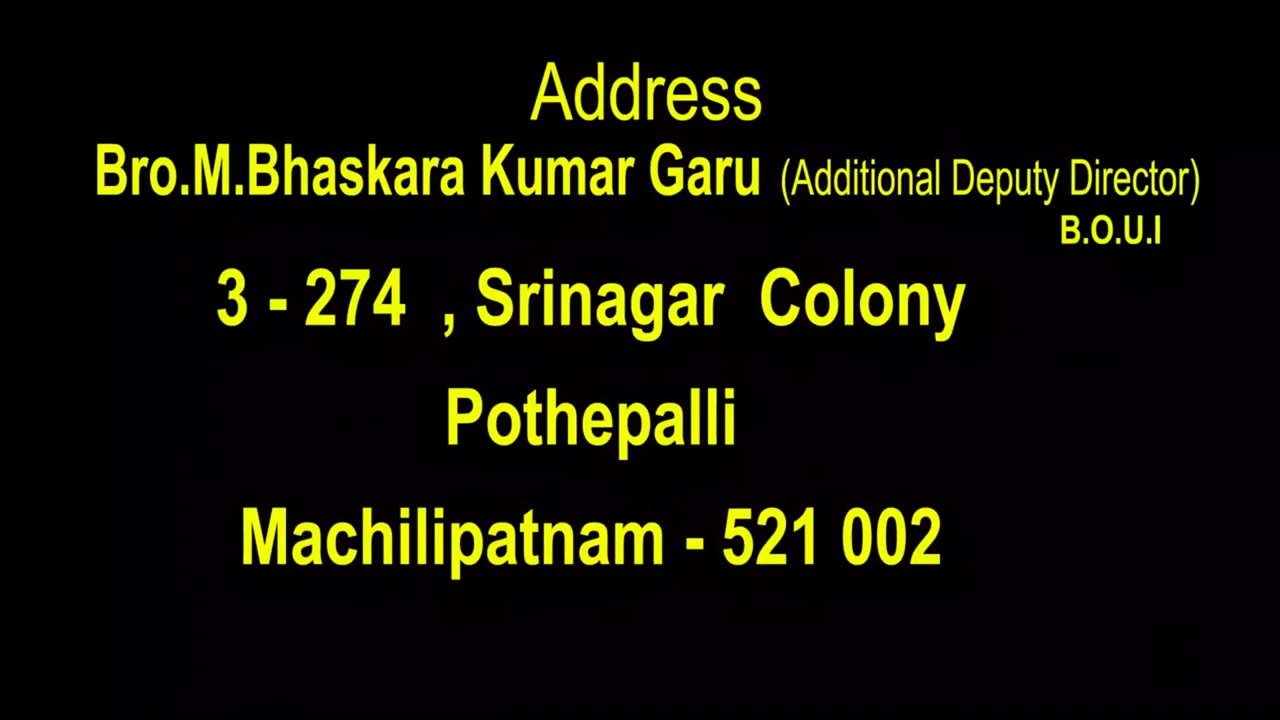 Address
Bro.M.Bhaskara Kumar Garu (Additional Deputy Director)
B.O.U.I
3 - 274 , Srinagar Colony
Pothepalli
Machilipatnam - 521 002